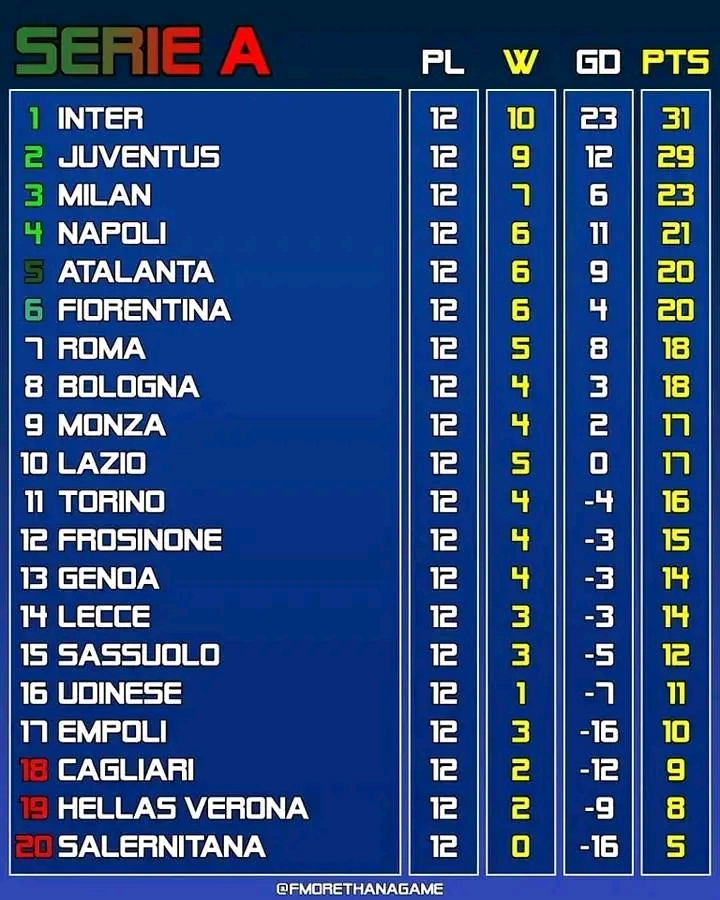 SERIE A PL W GD PTS
1 INTER 12 10 23 31
2 JUVENTUS 12 9 12 29
3 MILAN 12 7 6 23
4 NAPOLI 12 6 11 21
5 ATALANTA 12 6 9 20
6 FIORENTINA 12 6 4 20
7 ROMA 12 5 8 18
8 BOLOGNA 12 4 3 18
9 MONZA 12 4 2 17
10 LAZIO 12 5 0 17
11 TORINO 12 4 -4 16
12 FROSINONE 12 4 -3 15
13 GENOA 12 4 -3 14
14 LECCE 12 3 -3 14
15 SASSUOLO 12 3 -5 12
16 UDINESE 12 1 -7 11
17 EMPOLI 12 3 -16 10
18 CAGLIARI 12 2 -12 9
19 HELLAS VERONA 12 2 -9 8
20 SALERNITANA 12 0 -16 5
@FMORETHANAGAME